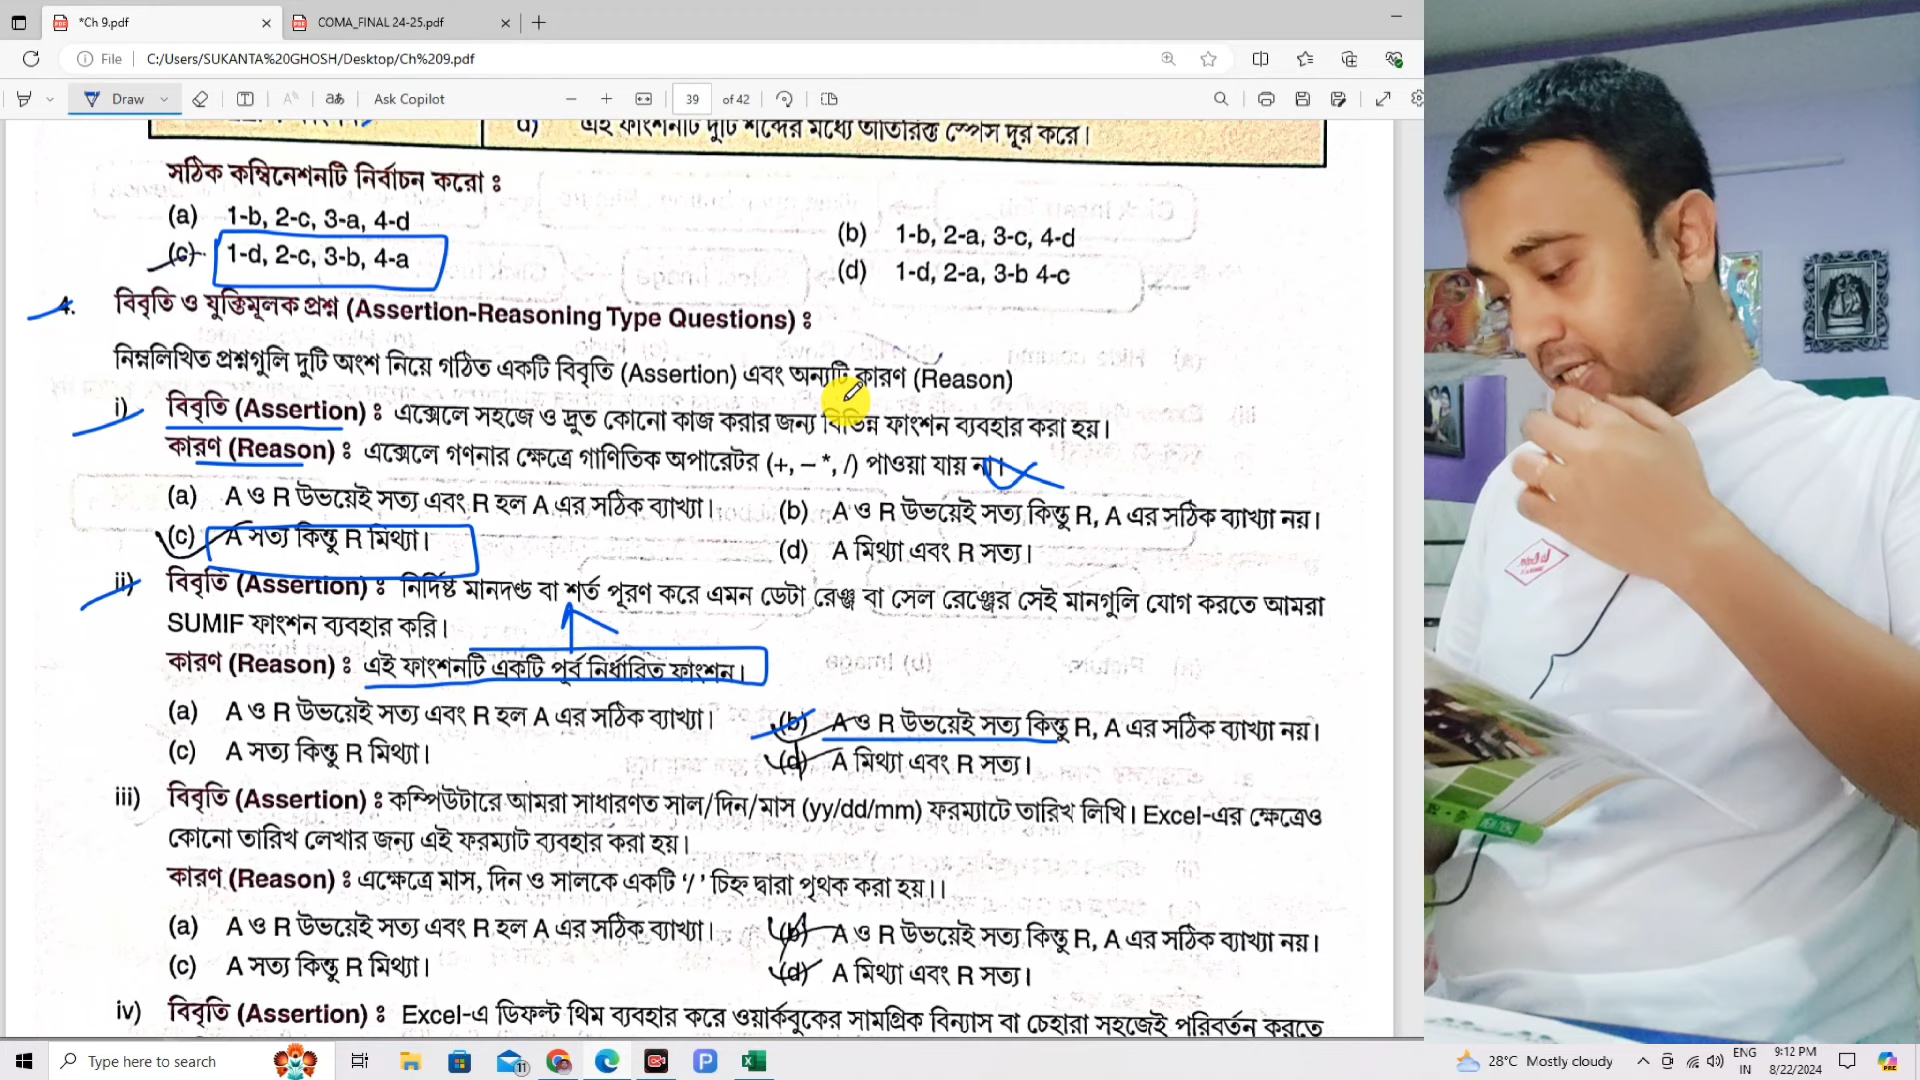 *Ch 9.pdf
COMA_FINAL 24-25.pdf
File C:/Users/SUKANTA%20GHOSH/Desktop/Ch%209.pdf
Draw Ask Copilot 39 of 42
d) এই ফাংশনটি দুটি শব্দের মধ্যে অতিরিক্ত স্পেস দূর করে।
সঠিক কম্বিনেশনটি নির্বাচন করো ঃ
(a) 1-b, 2-c, 3-a, 4-d
(b) 1-b, 2-a, 3-c, 4-d
(c) 1-d, 2-c, 3-b, 4-a
(d) 1-d, 2-a, 3-b 4-c
4. বিবৃতি ও যুক্তিমূলক প্রশ্ন (Assertion-Reasoning Type Questions) ঃ
নিম্নলিখিত প্রশ্নগুলি দুটি অংশ নিয়ে গঠিত একটি বিবৃতি (Assertion) এবং অন্যটি কারণ (Reason)
i) বিবৃতি (Assertion) ঃ এক্সেলে সহজে ও দ্রুত কোনো কাজ করার জন্য বিভিন্ন ফাংশন ব্যবহার করা হয়।
কারণ (Reason) ঃ এক্সেলে গণনার ক্ষেত্রে গাণিতিক অপারেটর (+, – *, /) পাওয়া যায় না।
(a) A ও R উভয়েই সত্য এবং R হল A এর সঠিক ব্যাখ্যা।
(b) A ও R উভয়েই সত্য কিন্তু R, A এর সঠিক ব্যাখ্যা নয়।
(c) A সত্য কিন্তু R মিথ্যা।
(d) A মিথ্যা এবং R সত্য।
ii) বিবৃতি (Assertion) ঃ নির্দিষ্ট মানদণ্ড বা শর্ত পূরণ করে এমন ডেটা রেঞ্জ বা সেল রেঞ্জের সেই মানগুলি যোগ করতে আমরা
SUMIF ফাংশন ব্যবহার করি।
কারণ (Reason) ঃ এই ফাংশনটি একটি পূর্ব নির্ধারিত ফাংশন।
(a) A ও R উভয়েই সত্য এবং R হল A এর সঠিক ব্যাখ্যা।
(b) A ও R উভয়েই সত্য কিন্তু R, A এর সঠিক ব্যাখ্যা নয়।
(c) A সত্য কিন্তু R মিথ্যা।
(d) A মিথ্যা এবং R সত্য।
iii) বিবৃতি (Assertion) ঃ কম্পিউটারে আমরা সাধারণত সাল/দিন/মাস (yy/dd/mm) ফরম্যাটে তারিখ লিখি। Excel-এর ক্ষেত্রেও
কোনো তারিখ লেখার জন্য এই ফরম্যাট ব্যবহার করা হয়।
কারণ (Reason) ঃ এক্ষেত্রে মাস, দিন ও সালকে একটি '/' চিহ্ন দ্বারা পৃথক করা হয়।।
(a) A ও R উভয়েই সত্য এবং R হল A এর সঠিক ব্যাখ্যা।
(b) A ও R উভয়েই সত্য কিন্তু R, A এর সঠিক ব্যাখ্যা নয়।
(c) A সত্য কিন্তু R মিথ্যা।
(d) A মিথ্যা এবং R সত্য।
iv) বিবৃতি (Assertion) ঃ Excel-এ ডিফল্ট থিম ব্যবহার করে ওয়ার্কবুকের সামগ্রিক বিন্যাস বা চেহারা সহজেই পরিবর্তন করতে
Type here to search
11
28°C Mostly cloudy
ENG
IN
9:12 PM
8/22/2024